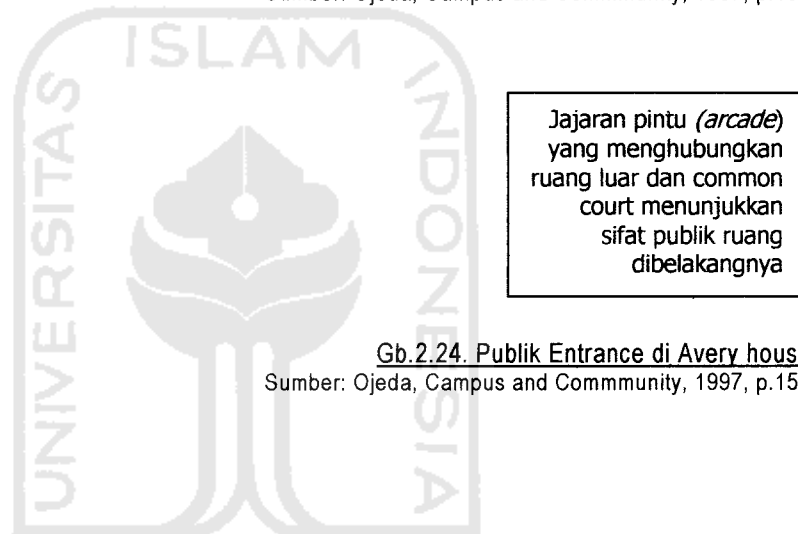 ISLAM
UNIVERSITAS
INDONESIA
Jajaran pintu (arcade)
yang menghubungkan
ruang luar dan common
court menunjukkan
sifat publik ruang
dibelakangnya
Gb.2.24. Publik Entrance di Avery hous
Sumber: Ojeda, Campus and Commmunity, 1997, p.15